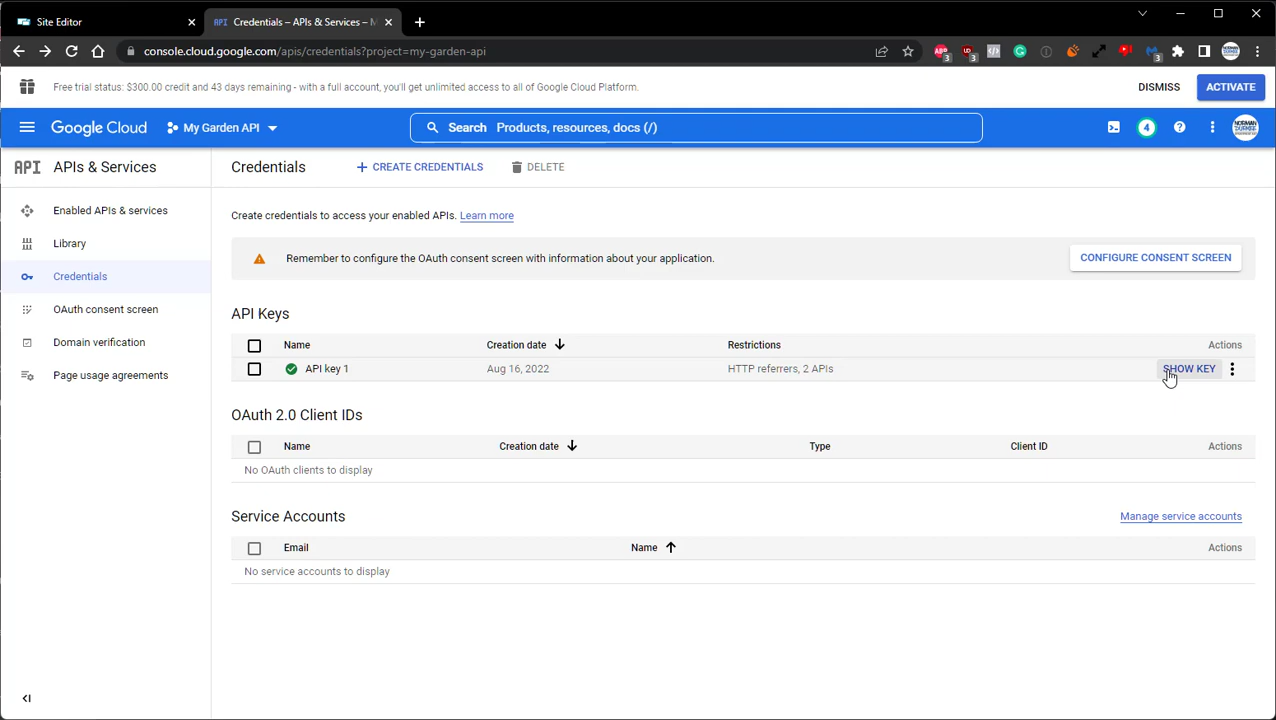 Site Editor
API Credentials – APIs & Services – M
console.cloud.google.com/apis/credentials?project=my-garden-api
Free trial status: $300.00 credit and 43 days remaining - with a full account, you'll get unlimited access to all of Google Cloud Platform.
DISMISS
ACTIVATE
Google Cloud
My Garden API
Search Products, resources, docs (/)
4
API APIs & Services
Credentials
CREATE CREDENTIALS
DELETE
Enabled APIs & services
Library
Credentials
OAuth consent screen
Domain verification
Page usage agreements
Create credentials to access your enabled APIs. Learn more
Remember to configure the OAuth consent screen with information about your application.
CONFIGURE CONSENT SCREEN
API Keys
Name Creation date Restrictions Actions
API key 1 Aug 16, 2022 HTTP referrers, 2 APIs SHOW KEY
OAuth 2.0 Client IDs
Name Creation date Type Client ID Actions
No OAuth clients to display
Service Accounts
Manage service accounts
Email Name Actions
No service accounts to display